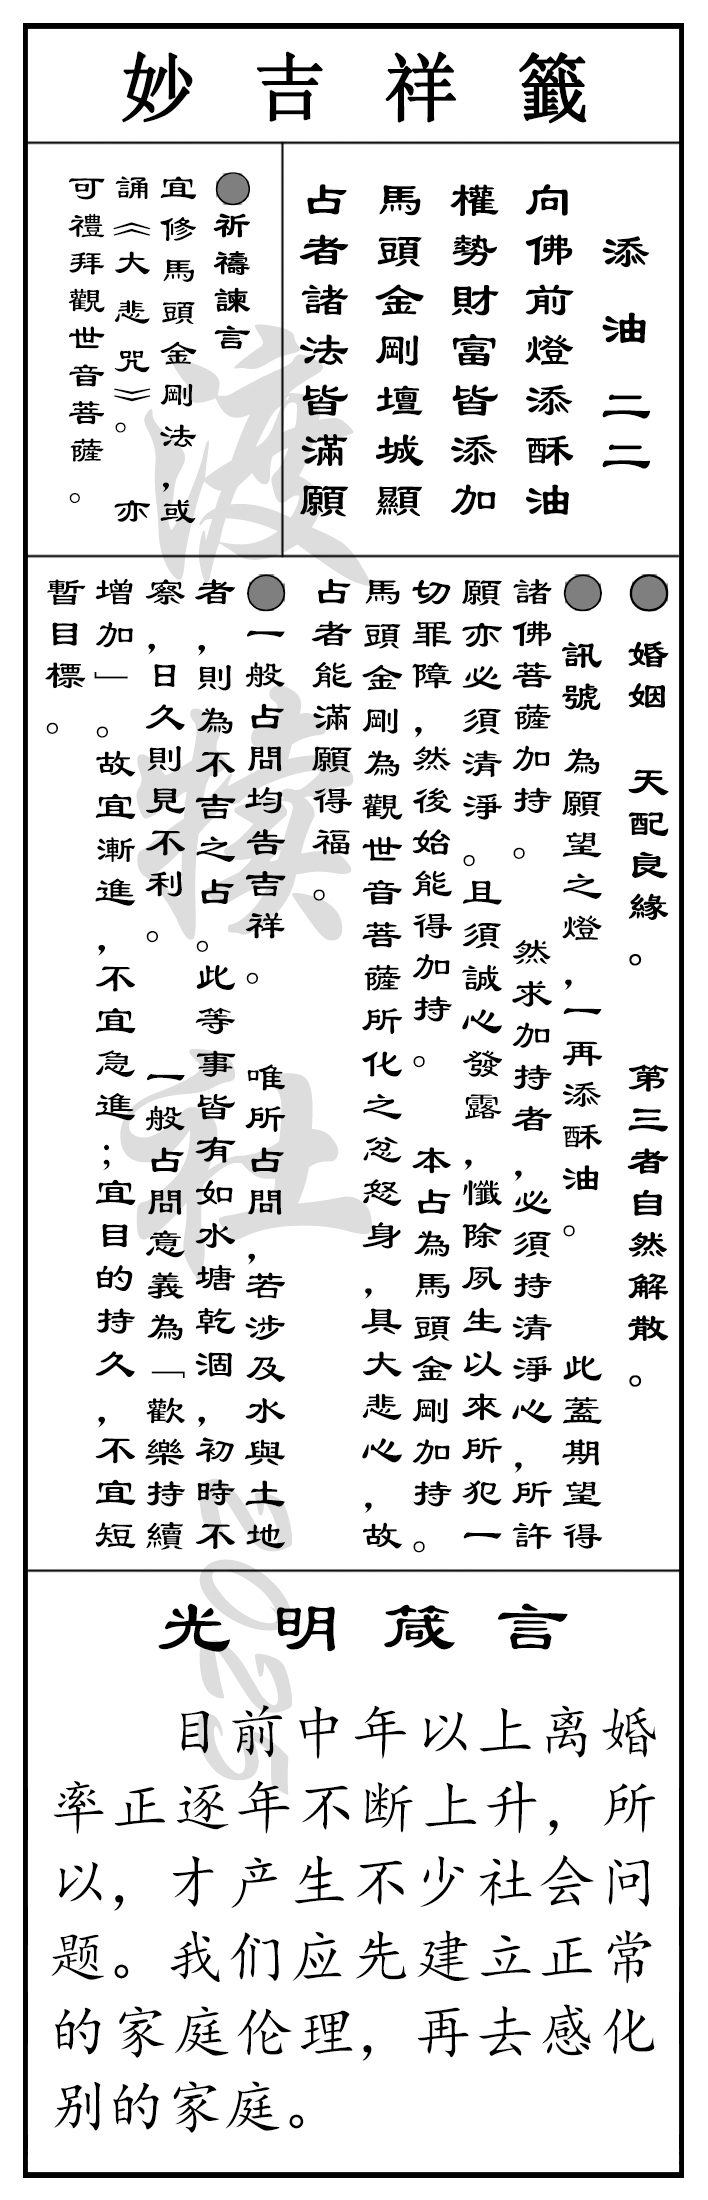 妙吉祥籤
添油 二二
向佛前燈添酥油
權勢財富皆添加
馬頭金剛壇城顯
占者諸法皆滿願
●祈禱諫言
宜修馬頭金剛法，或
誦《大悲咒》。 亦
可禮拜觀世音菩薩。
● 婚姻 天配良緣。 第三者自然解散。
● 訊號 為願望之燈，一再添酥油。 此蓋期望得
諸佛菩薩加持。 然求加持者，必須持清淨心，所許
願亦必須清淨。且須誠心發露，懺除夙生以來所犯一
切罪障，然後始能得加持。 本占為馬頭金剛加持。
馬頭金剛為觀世音菩薩所化之忿怒身，具大悲心，故
占者能滿願得福。
●一般占問均告吉祥。 唯所占問，若涉及水與土地
者，則為不吉之占。此等事皆有如水塘乾涸，初時不
察，日久則見不利。 一般占問意義為「歡樂持續
增加」。故宜漸進，不宜急進；宜目的持久，不宜短
暫目標。
光明箴言
目前中年以上离婚
率正逐年不断上升，所
以，才产生不少社会问
题。我们应先建立正常
的家庭伦理，再去感化
别的家庭。
渡犢社2025